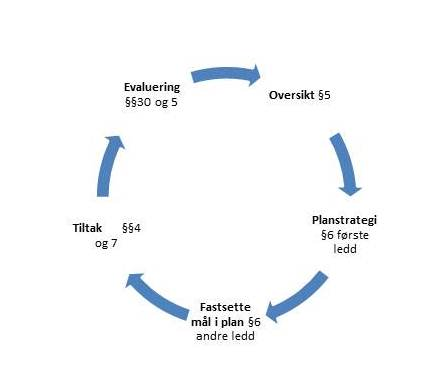 Evaluering
§§30 og 5
Oversikt §5
Planstrategi
§6 første
ledd
Fastsette
mål i plan §6
andre ledd
Tiltak §§4
og 7